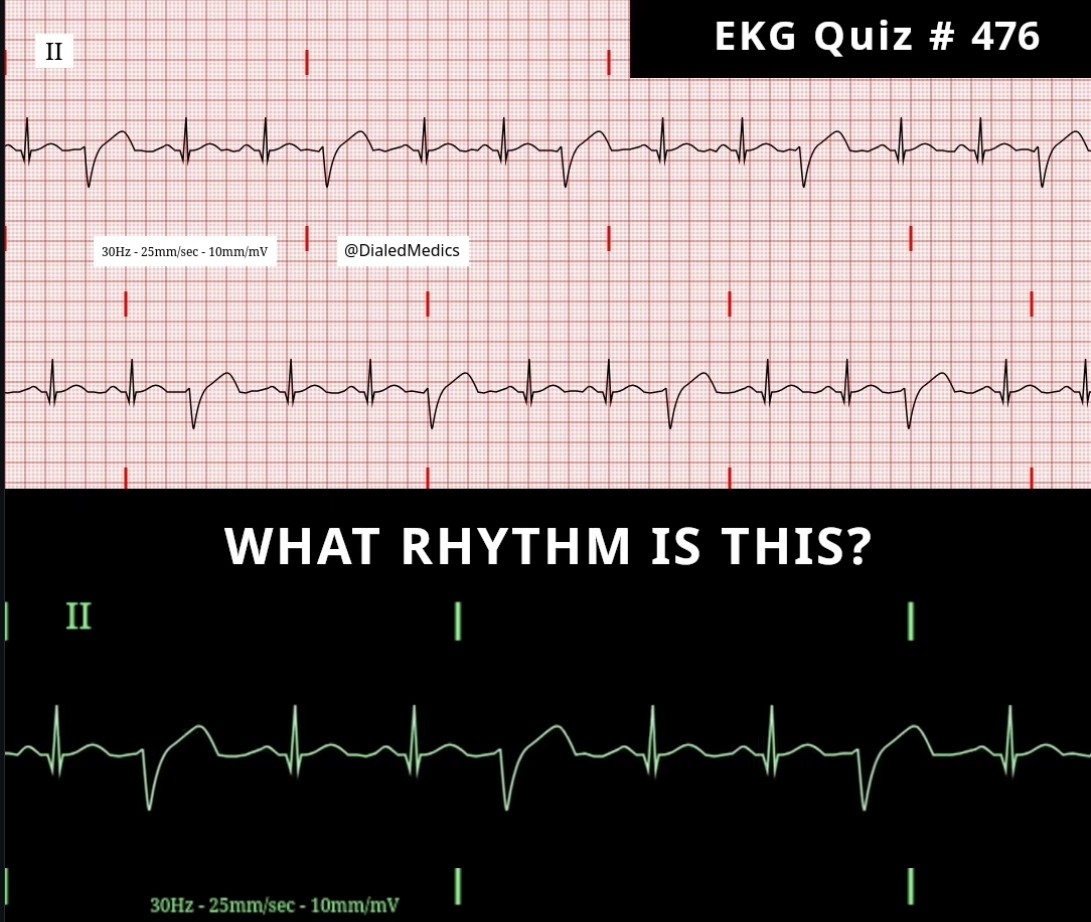 EKG Quiz # 476
II
30Hz - 25mm/sec - 10mm/mV
@DialedMedics
WHAT RHYTHM IS THIS?
II
30Hz - 25mm/sec - 10mm/mV